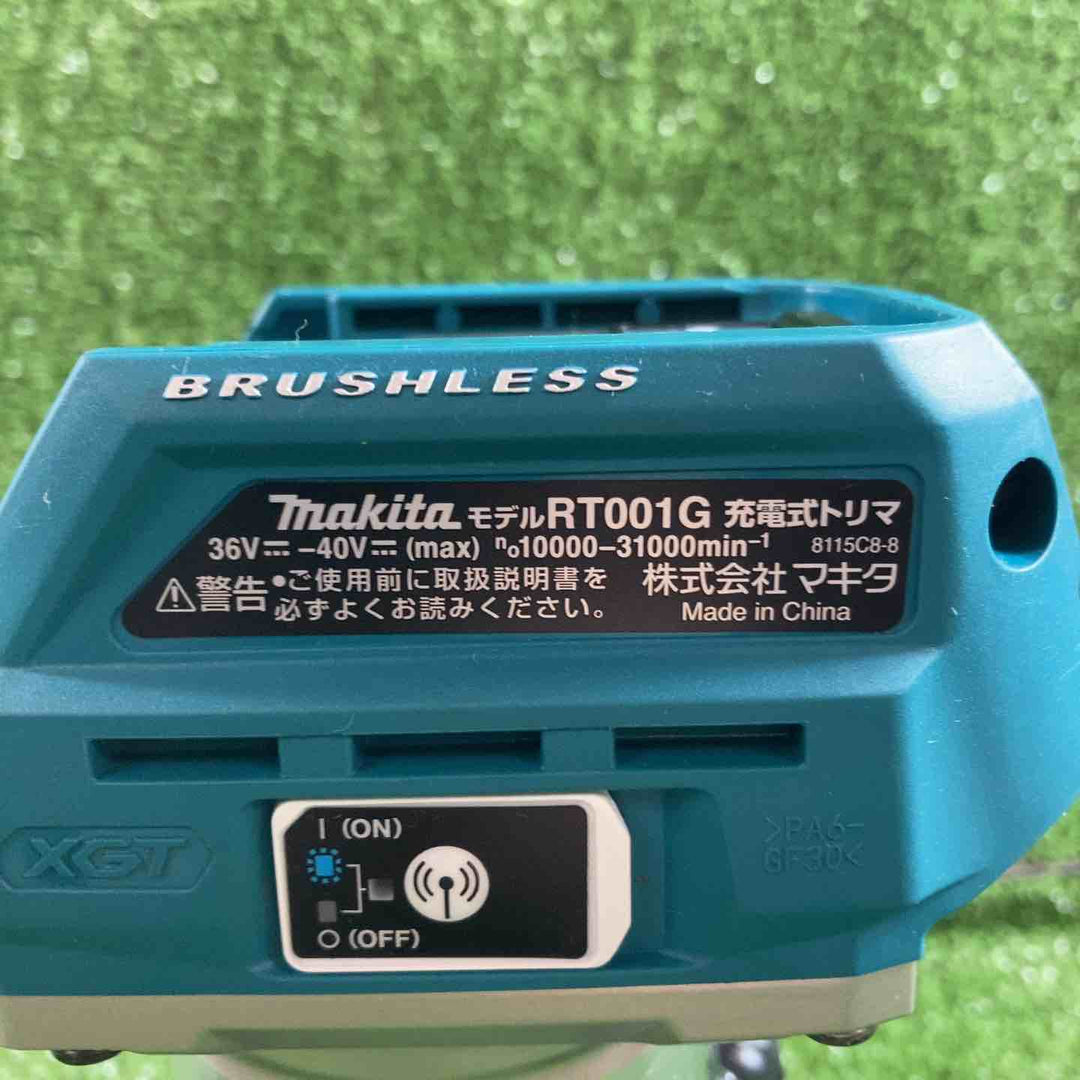 BRUSHLESS
makita モデルRT001G 充電式トリマ
36V⎓-40V⎓(max) n₀10000-31000min⁻¹ 8115C8-8
⚠警告 •ご使用前に取扱説明書を
必ずよくお読みください。
株式会社 マキタ
Made in China
XGT
I (ON)
O (OFF)
>PA6-
GF30<